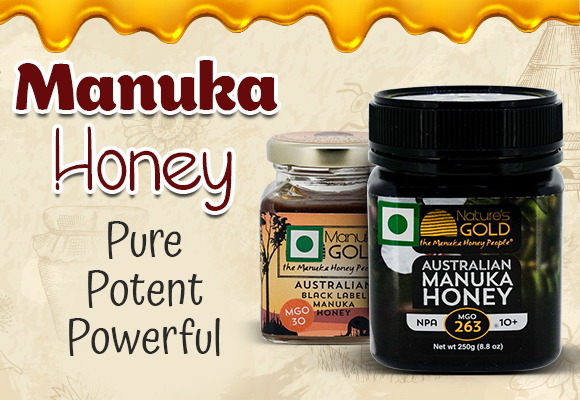 Manuka
Honey
Pure
Potent
Powerful
Manuka
GOLD
the Manuka Honey People
AUSTRALIAN
BLACK LABEL
MANUKA
HONEY
MGO
30
Nature's
GOLD
the Manuka Honey People®
AUSTRALIAN
MANUKA
HONEY
NPA MGO 263 10+
Net wt 250g (8.8 oz)